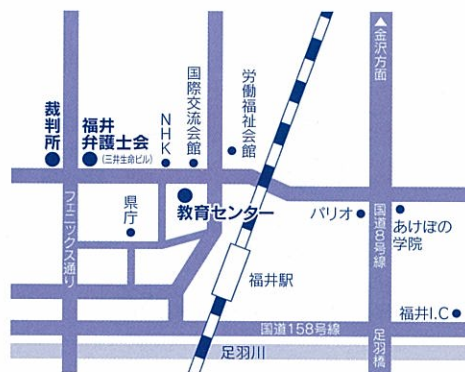 ▲金沢方面
裁判所
福井
弁護士会
(三井生命ビル)
NHK
国際交流会館
労働福祉会館
フェニックス通り
県庁
教育センター
パリオ
国道8号線
あけぼの
学院
福井駅
福井I.C
国道158号線
足羽川
足羽橋